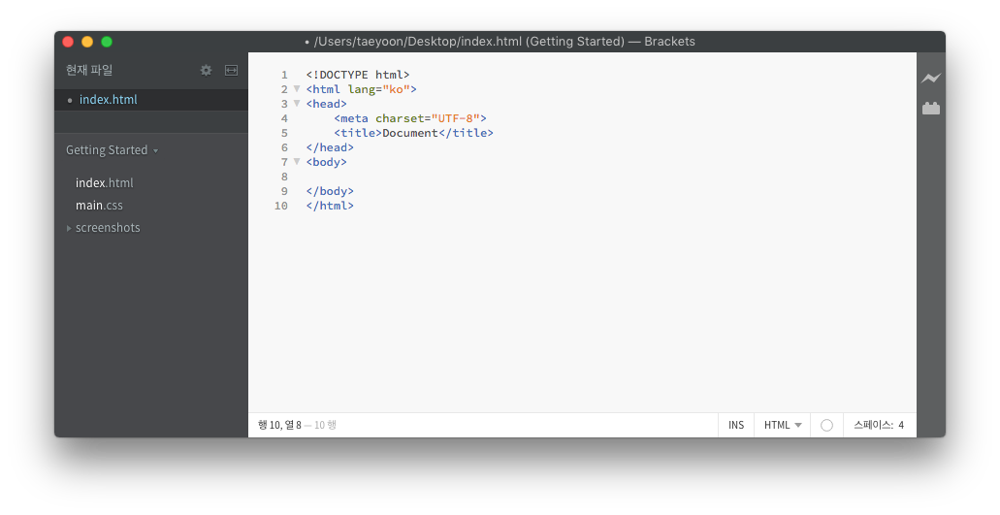 • /Users/taeyoon/Desktop/index.html (Getting Started) — Brackets
현재 파일
• index.html
Getting Started
index.html
main.css
screenshots
1 <!DOCTYPE html>
2 <html lang="ko">
3 <head>
4     <meta charset="UTF-8">
5     <title>Document</title>
6 </head>
7 <body>
8
9 </body>
10 </html>
행 10, 열 8 — 10 행
INS
HTML
스페이스: 4